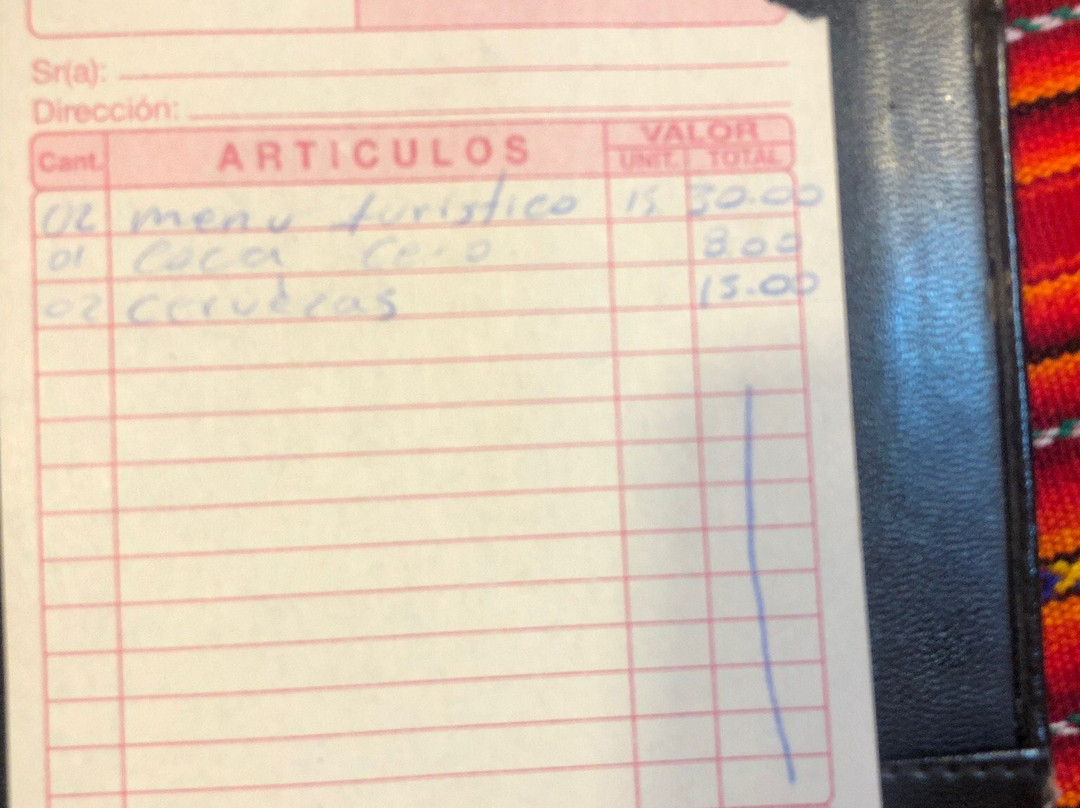 Sr(a):
Dirección:
Cant. ARTICULOS VALOR
UNIT. TOTAL
02 menu turistico 15 30.00
01 coca cero 8.00
02 cervezas 15.00